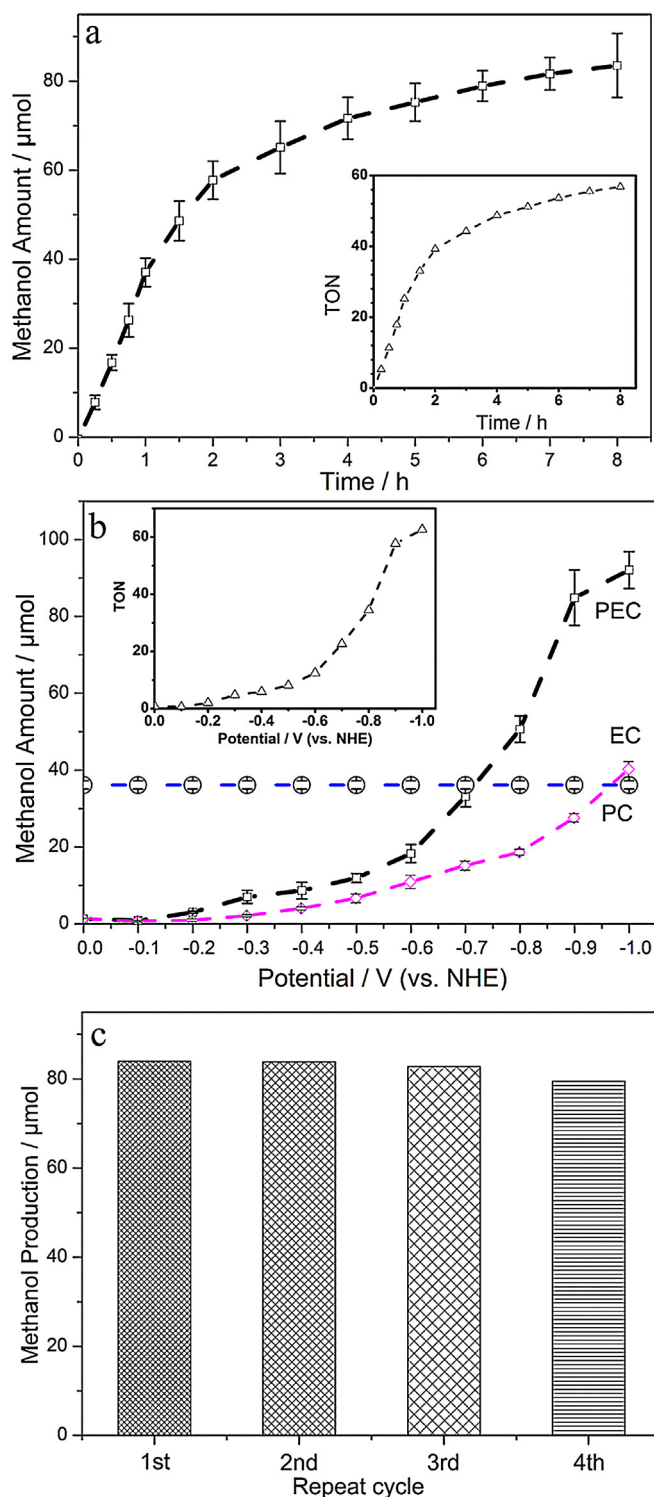 a
80
60
40
20
0
Methanol Amount / μmol
0 1 2 3 4 5 6 7 8
Time / h
60
40
20
0
TON
0 2 4 6 8
Time / h
b
100
80
60
40
20
0
Methanol Amount / μmol
0.0 -0.1 -0.2 -0.3 -0.4 -0.5 -0.6 -0.7 -0.8 -0.9 -1.0
Potential / V (vs. NHE)
60
40
20
0
TON
0.0 -0.2 -0.4 -0.6 -0.8 -1.0
Potential / V (vs. NHE)
PEC
EC
PC
c
80
60
40
20
0
Methanol Production / μmol
1st 2nd 3rd 4th
Repeat cycle